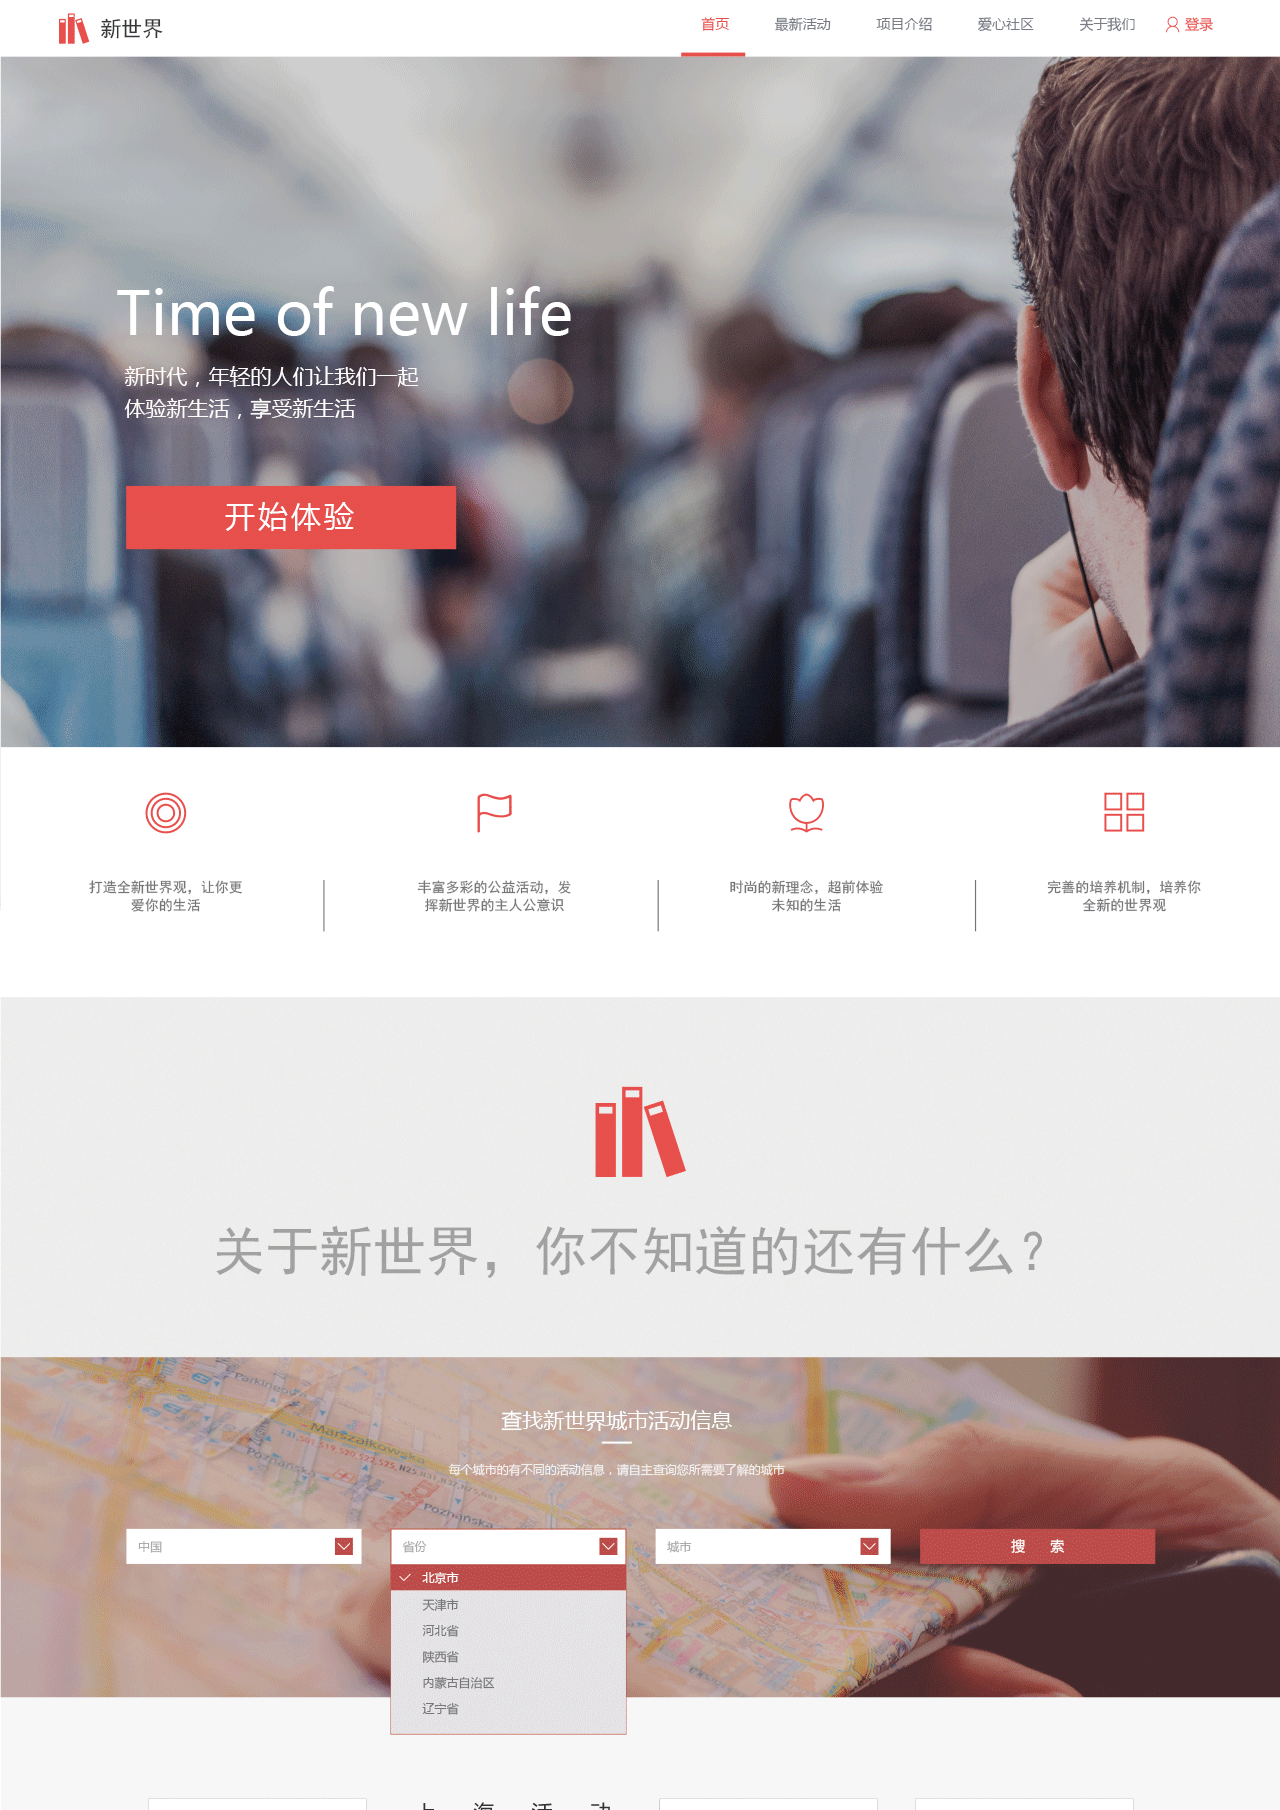 新世界
首页 最新活动 项目介绍 爱心社区 关于我们 登录
Time of new life
新时代，年轻的人们让我们一起
体验新生活，享受新生活
开始体验
打造全新世界观，让你更
爱你的生活
丰富多彩的公益活动，发
挥新世界的主人公意识
时尚的新理念，超前体验
未知的生活
完善的培养机制，培养你
全新的世界观
关于新世界，你不知道的还有什么？
Parkinowa
Marszałkowska
Poznańska
Poznańska
查找新世界城市活动信息
每个城市的有不同的活动信息，请自主查询您所需要了解的城市
中国 省份 城市 搜 索
北京市
天津市
河北省
陕西省
内蒙古自治区
辽宁省
上 海 活 动